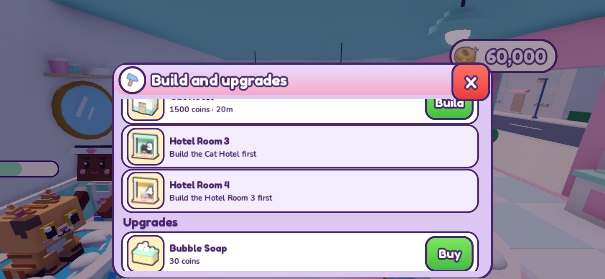 60,000
Build and upgrades
X
1500 coins · 20m
Build
Hotel Room 3
Build the Cat Hotel first
Hotel Room 4
Build the Hotel Room 3 first
Upgrades
Bubble Soap
30 coins
Buy